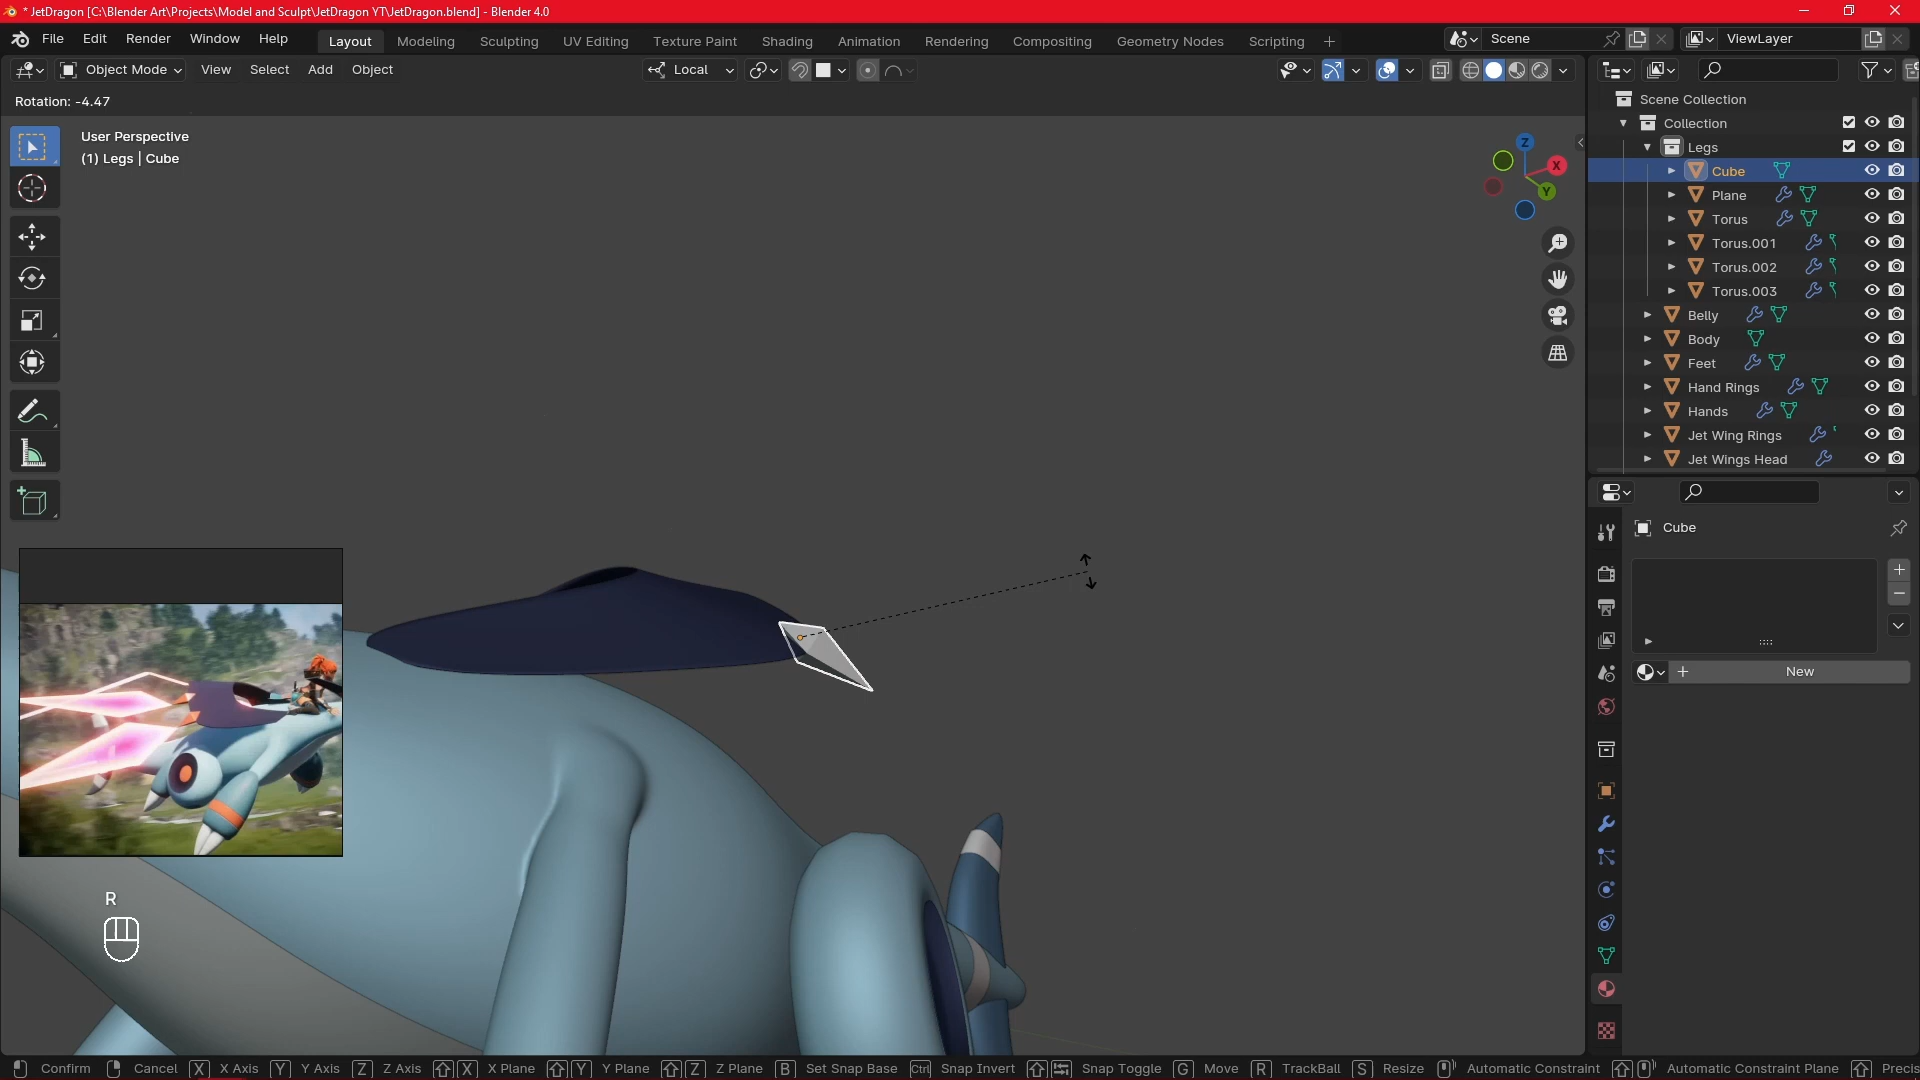 * JetDragon [C:\Blender Art\Projects\Model and Sculpt\JetDragon YT\JetDragon.blend] - Blender 4.0
File Edit Render Window Help Layout Modeling Sculpting UV Editing Texture Paint Shading Animation Rendering Compositing Geometry Nodes Scripting + Scene ViewLayer
Object Mode View Select Add Object Local
Rotation: -4.47
User Perspective
(1) Legs | Cube
Z
X
Y
Scene Collection
Collection
Legs
Cube
Plane
Torus
Torus.001
Torus.002
Torus.003
Belly
Body
Feet
Hand Rings
Hands
Jet Wing Rings
Jet Wings Head
Cube
New
R
Confirm Cancel X X Axis Y Y Axis Z Z Axis X X Plane Y Y Plane Z Z Plane B Set Snap Base Ctrl Snap Invert Snap Toggle G Move R TrackBall S Resize Automatic Constraint Automatic Constraint Plane